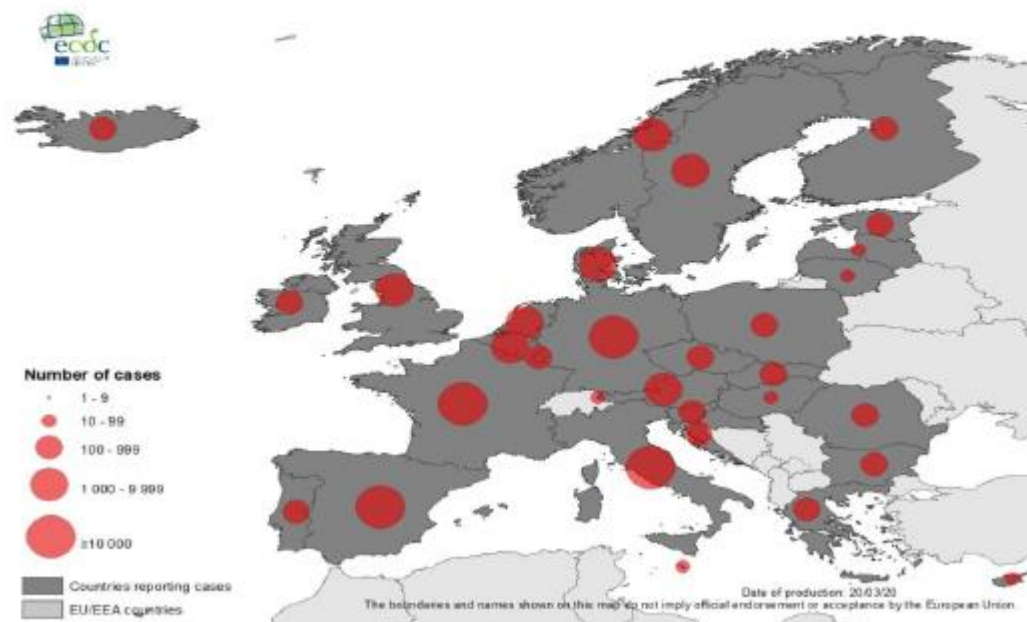 ecdc
Number of cases
1 - 9
10 - 99
100 - 999
1 000 - 9 999
≥10 000
Countries reporting cases
EU/EEA countries
Date of production: 20/03/20
The boundaries and names shown on this map do not imply official endorsement or acceptance by the European Union